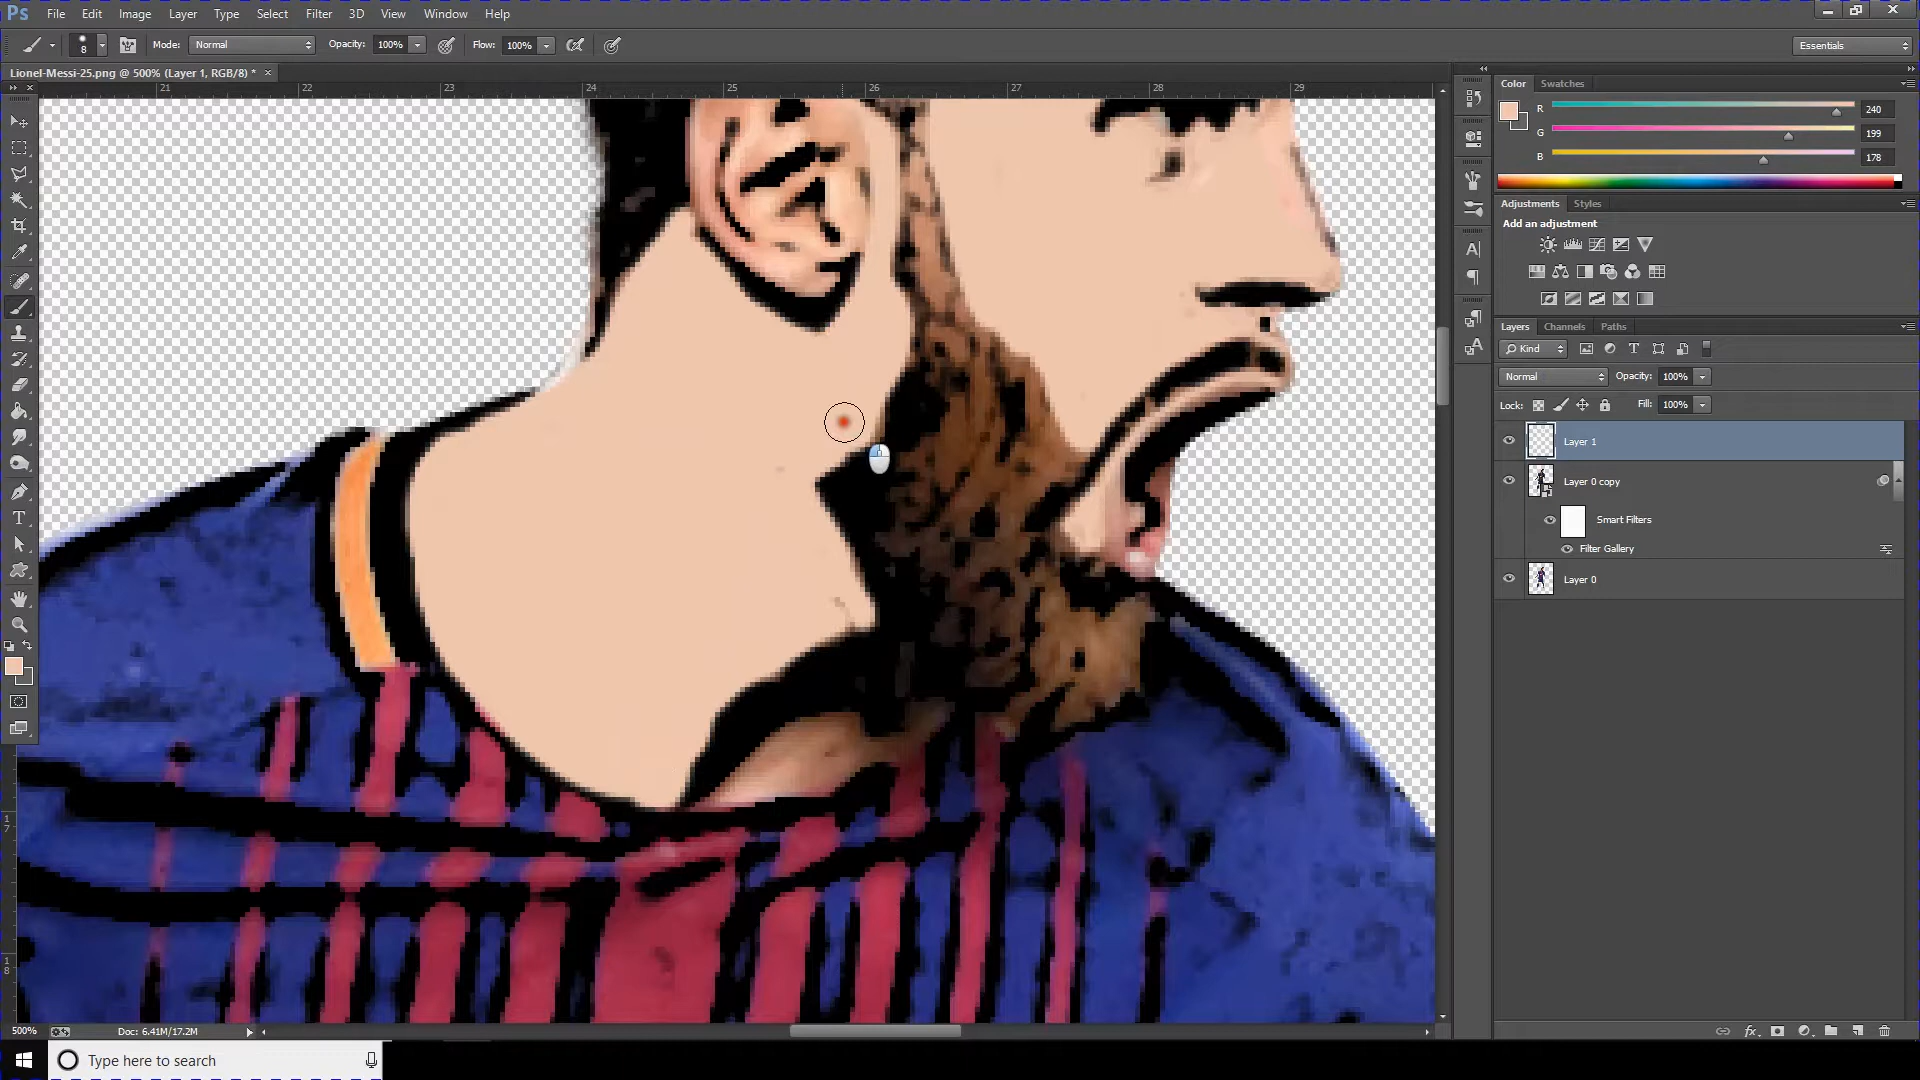 Ps File Edit Image Layer Type Select Filter 3D View Window Help
8 Mode: Normal Opacity: 100% Flow: 100% Essentials
Lionel-Messi-25.png @ 500% (Layer 1, RGB/8) * ×
21 22 23 24 25 26 27 28 29
Color Swatches
R 240
G 199
B 178
Adjustments Styles
Add an adjustment
Layers Channels Paths
Kind
Normal Opacity: 100%
Lock: Fill: 100%
Layer 1
Layer 0 copy
Smart Filters
Filter Gallery
Layer 0
17
18
500% Doc: 6.41M/17.2M
Type here to search